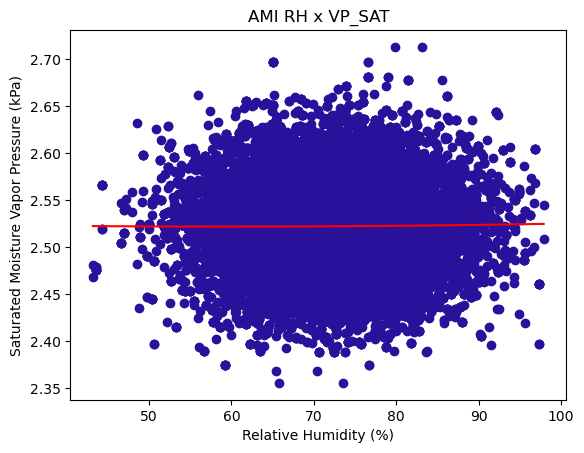 AMI RH x VP_SAT
Saturated Moisture Vapor Pressure (kPa)
2.70
2.65
2.60
2.55
2.50
2.45
2.40
2.35
50 60 70 80 90 100
Relative Humidity (%)